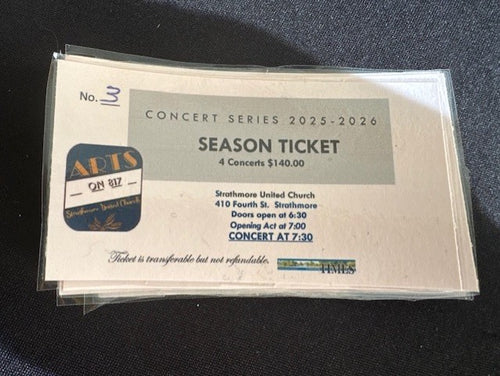 No. 3
CONCERT SERIES 2025-2026
SEASON TICKET
4 Concerts $140.00
ARTS
ON 817
Strathmore United Church
Strathmore United Church
410 Fourth St. Strathmore
Doors open at 6:30
Opening Act at 7:00
CONCERT AT 7:30
Ticket is transferable but not refundable.
TIMES